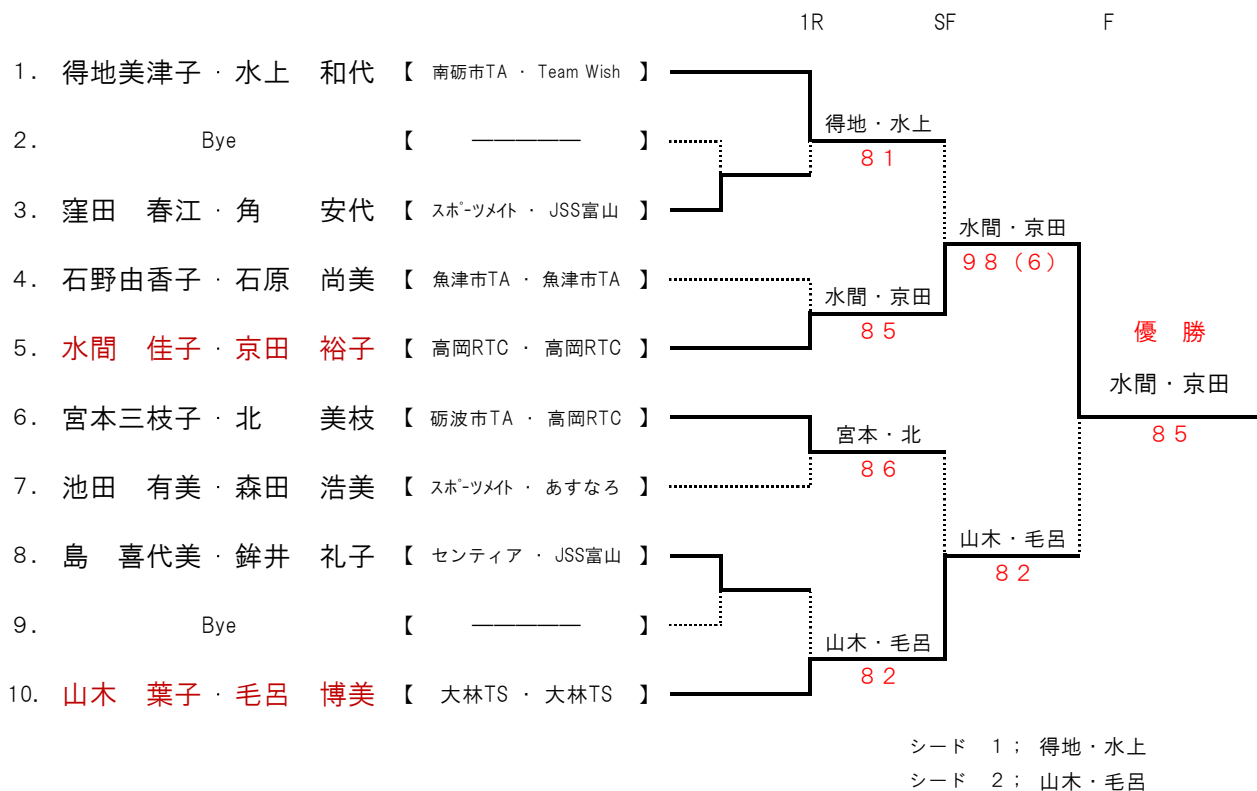 1R SF F
1. 得地美津子・水上　和代 【 南砺市TA ・ Team Wish 】
得地・水上
2. Bye 【 ――――― 】
81
3. 窪田　春江・角　　安代 【 スポーツメイト ・ JSS富山 】
水間・京田
98(6)
4. 石野由香子・石原　尚美 【 魚津市TA ・ 魚津市TA 】
水間・京田
85
優　勝
5. 水間　佳子・京田　裕子 【 高岡RTC ・ 高岡RTC 】
水間・京田
6. 宮本三枝子・北　　美枝 【 砺波市TA ・ 高岡RTC 】
宮本・北
85
86
7. 池田　有美・森田　浩美 【 スポーツメイト ・ あすなろ 】
山木・毛呂
8. 島　喜代美・鉾井　礼子 【 センティア ・ JSS富山 】
82
9. Bye 【 ――――― 】
山木・毛呂
82
10. 山木　葉子・毛呂　博美 【 大林TS ・ 大林TS 】
シード　1； 得地・水上
シード　2； 山木・毛呂